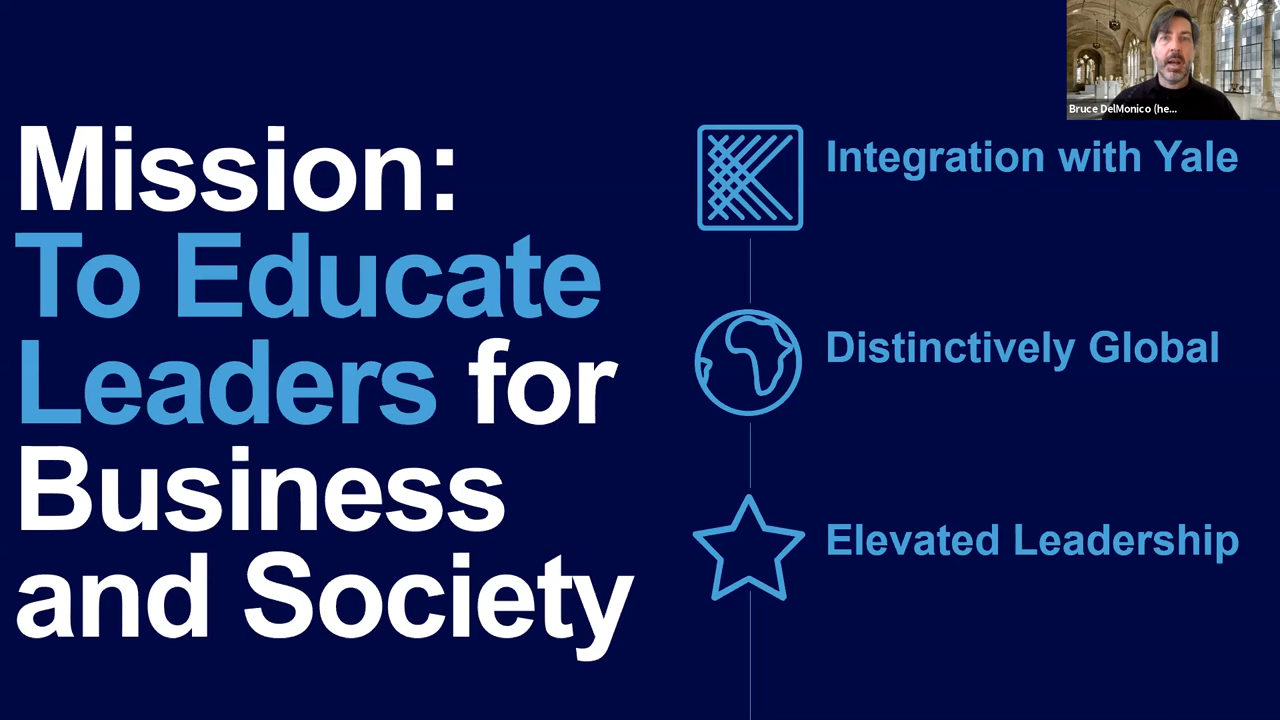 Mission:
To Educate
Leaders for
Business
and Society
Integration with Yale
Distinctively Global
Elevated Leadership
Bruce DelMonico (he...